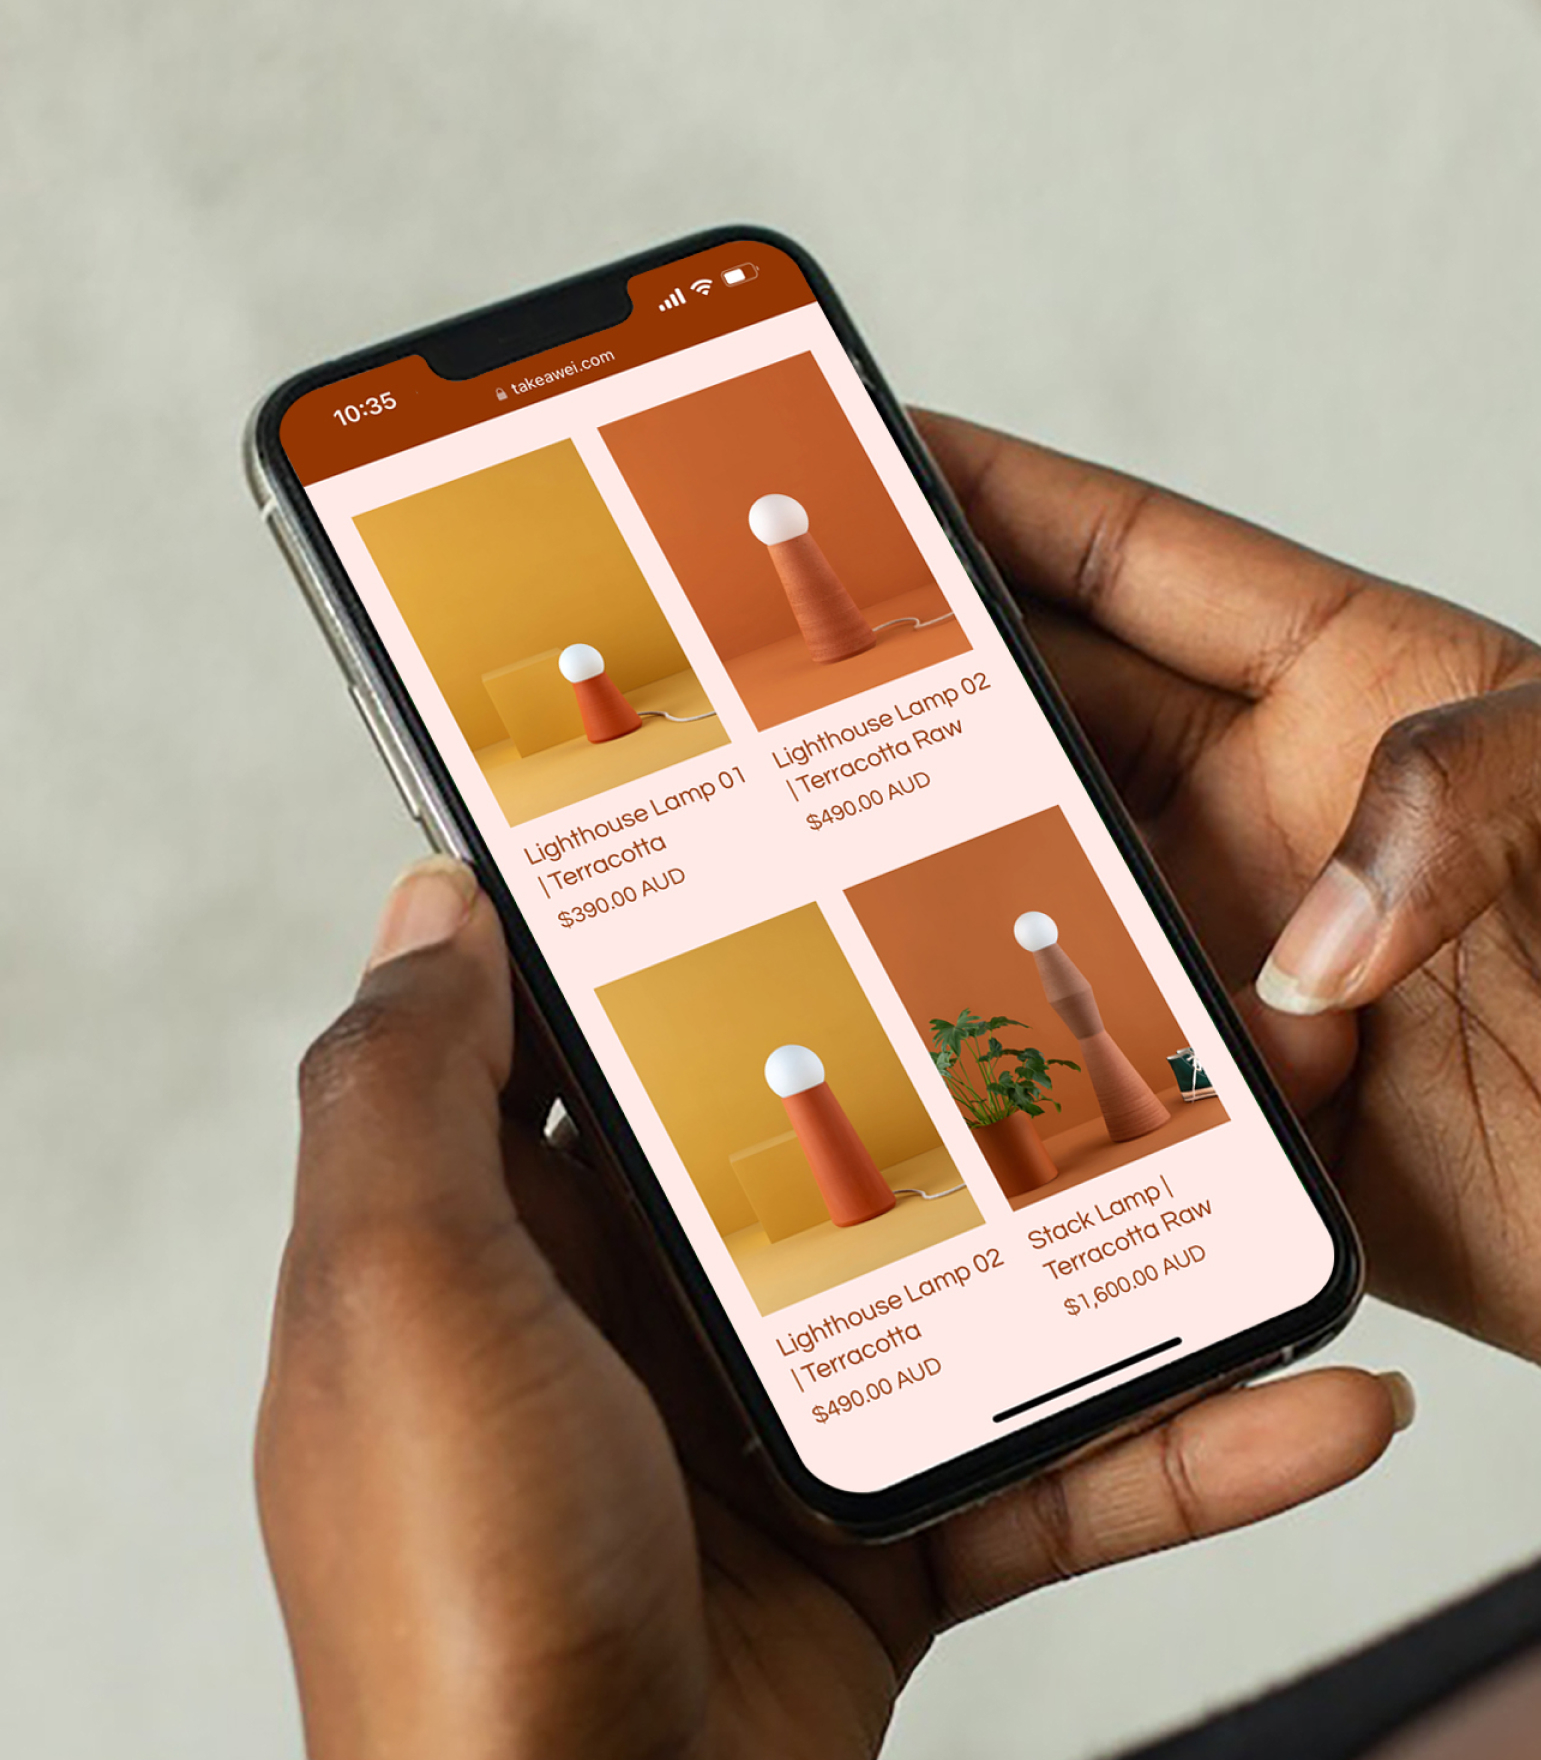 10:35
takeawei.com
Lighthouse Lamp 01
| Terracotta
$390.00 AUD
Lighthouse Lamp 02
| Terracotta Raw
$490.00 AUD
Lighthouse Lamp 02
| Terracotta
$490.00 AUD
Stack Lamp |
Terracotta Raw
$1,600.00 AUD